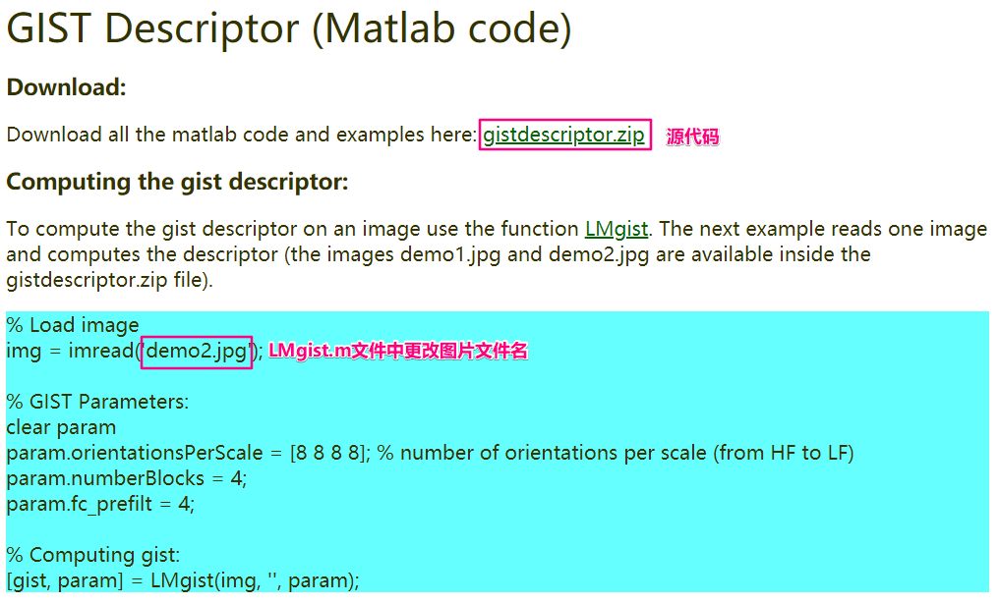 GIST Descriptor (Matlab code)
Download:
Download all the matlab code and examples here: gistdescriptor.zip 源代码
Computing the gist descriptor:
To compute the gist descriptor on an image use the function LMgist. The next example reads one image
and computes the descriptor (the images demo1.jpg and demo2.jpg are available inside the
gistdescriptor.zip file).
% Load image
img = imread('demo2.jpg'); LMgist.m文件中更改图片文件名
% GIST Parameters:
clear param
param.orientationsPerScale = [8 8 8 8]; % number of orientations per scale (from HF to LF)
param.numberBlocks = 4;
param.fc_prefilt = 4;
% Computing gist:
[gist, param] = LMgist(img, '', param);